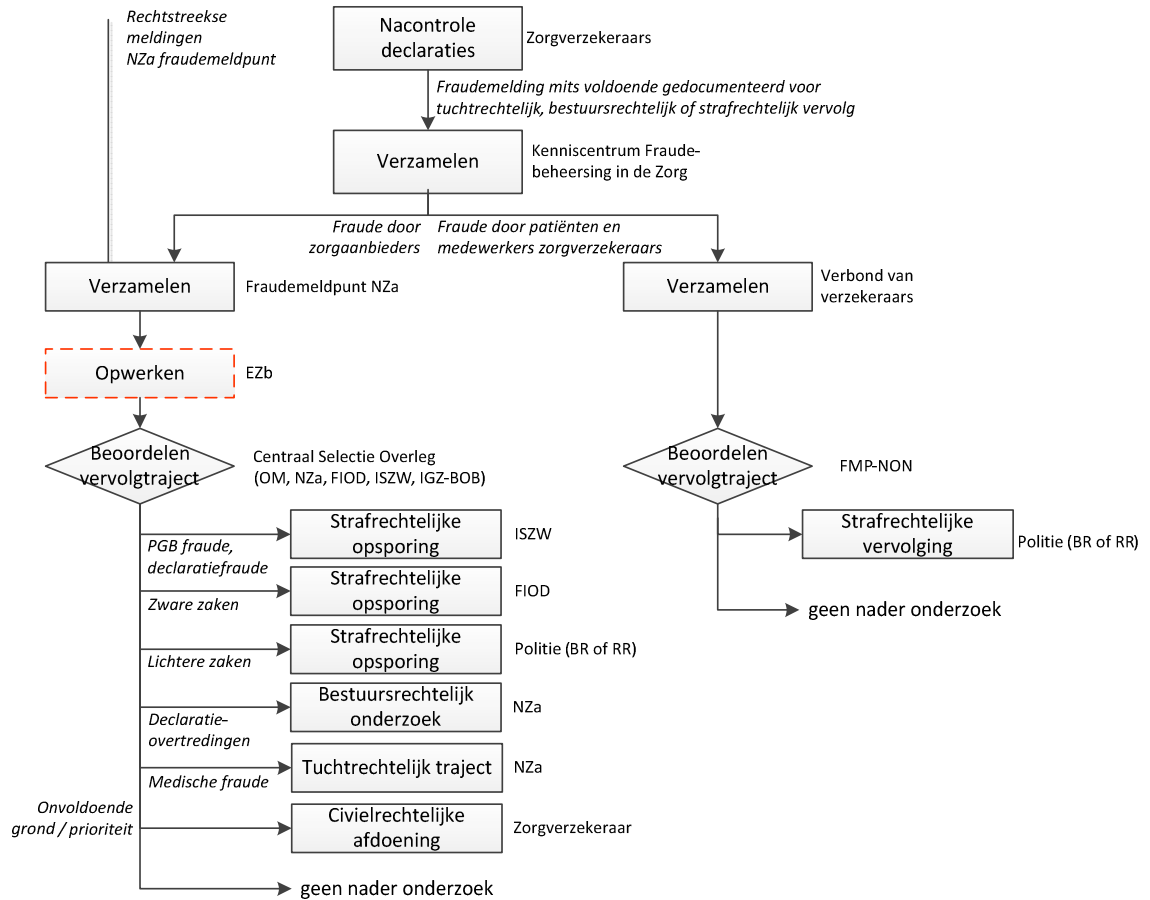 Rechtstreekse
meldingen
NZa fraudemeldpunt
Nacontrole
declaraties
Zorgverzekeraars
Fraudemelding mits voldoende gedocumenteerd voor
tuchtrechtelijk, bestuursrechtelijk of strafrechtelijk vervolg
Verzamelen
Kenniscentrum Fraude-
beheersing in de Zorg
Fraude door
zorgaanbieders
Fraude door patiënten en
medewerkers zorgverzekeraars
Verzamelen
Fraudemeldpunt NZa
Verzamelen
Verbond van
verzekeraars
Opwerken
EZb
Beoordelen
vervolgtraject
Centraal Selectie Overleg
(OM, NZa, FIOD, ISZW, IGZ-BOB)
Beoordelen
vervolgtraject
FMP-NON
Strafrechtelijke
opsporing
ISZW
PGB fraude,
declaratiefraude
Strafrechtelijke
vervolging
Politie (BR of RR)
Strafrechtelijke
opsporing
FIOD
Zware zaken
geen nader onderzoek
Strafrechtelijke
opsporing
Politie (BR of RR)
Lichtere zaken
Bestuursrechtelijk
onderzoek
NZa
Declaratie-
overtredingen
Tuchtrechtelijk traject
NZa
Medische fraude
Onvoldoende
grond / prioriteit
Civielrechtelijke
afdoening
Zorgverzekeraar
geen nader onderzoek